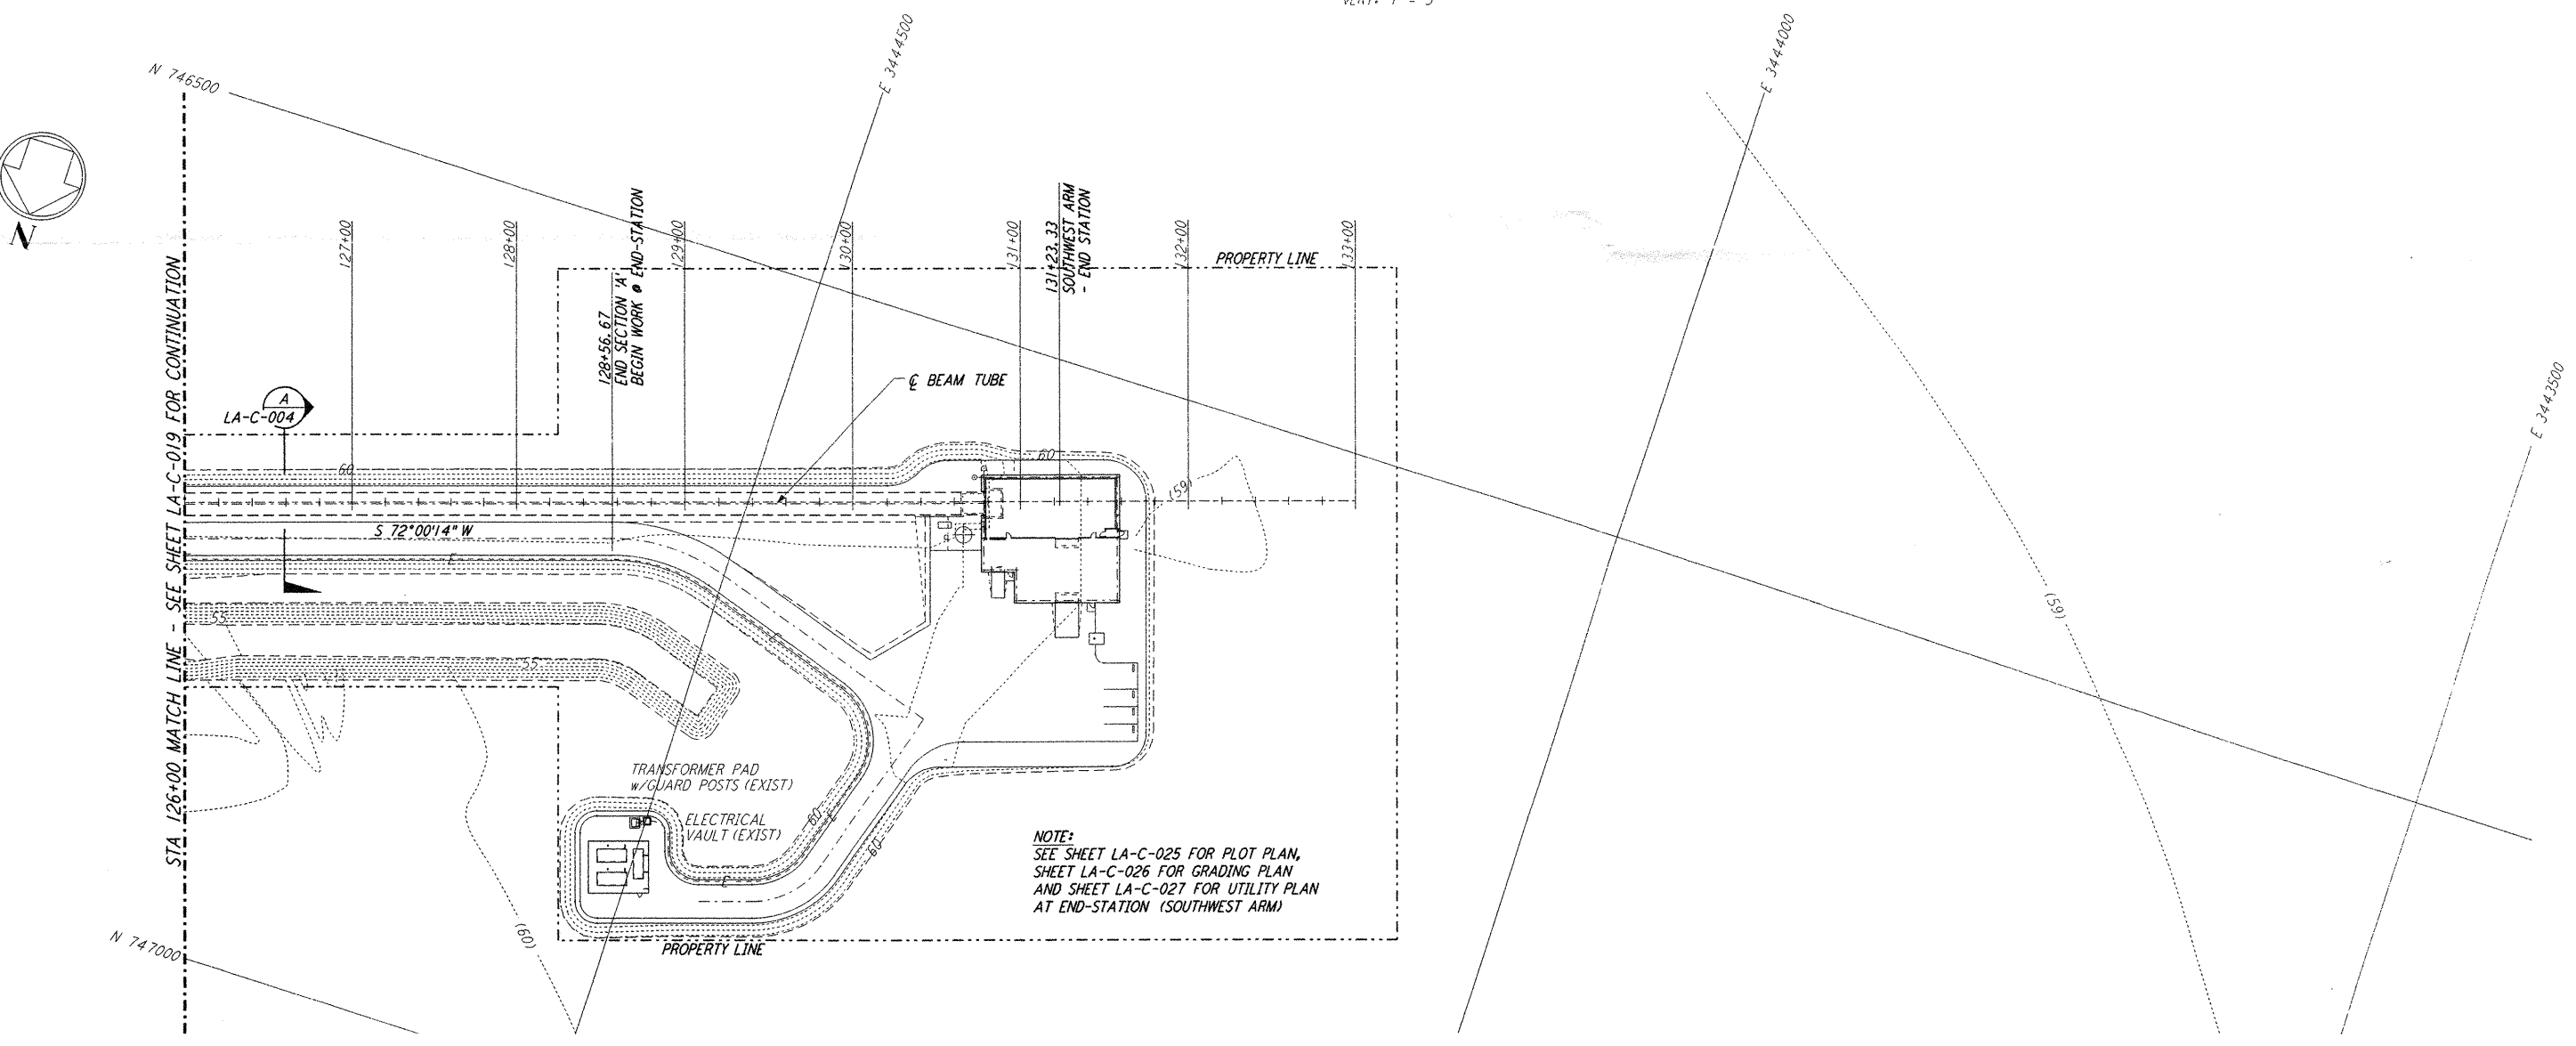 VERT. 1" = 5'
N 746500
E 3444500
E 3444000
E 3443500
N
STA 126+00 MATCH LINE - SEE SHEET LA-C-019 FOR CONTINUATION
127+00
128+00
128+56.67
END SECTION 'A'
BEGIN WORK @ END-STATION
129+00
130+00
131+00
131+23.33
SOUTHWEST ARM
- END STATION
132+00
133+00
PROPERTY LINE
℄ BEAM TUBE
A
LA-C-004
60
60
(59)
S 72°00'14" W
E
55
55
E
(59)
TRANSFORMER PAD
w/GUARD POSTS (EXIST)
ELECTRICAL
VAULT (EXIST)
60
E
60
E
NOTE:
SEE SHEET LA-C-025 FOR PLOT PLAN,
SHEET LA-C-026 FOR GRADING PLAN
AND SHEET LA-C-027 FOR UTILITY PLAN
AT END-STATION (SOUTHWEST ARM)
(60)
N 747000
PROPERTY LINE